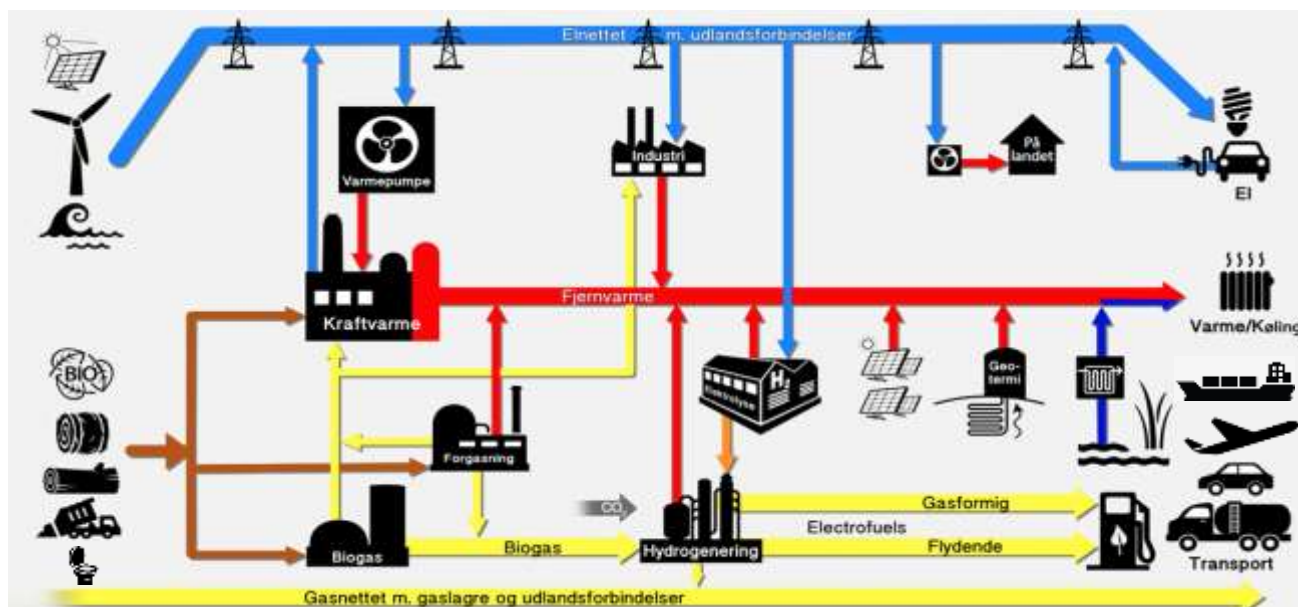 Elnettet m. udlandsforbindelser
Varmepumpe
Industri
På
landet
El
Fjernvarme
Kraftvarme
Varme/Køling
BIO
H₂
Elektrolyse
Geo-
termi
Forgasning
CO₂
Gasformig
Electrofuels
Biogas
Biogas
Hydrogenering
Flydende
Transport
Gasnettet m. gaslagre og udlandsforbindelser